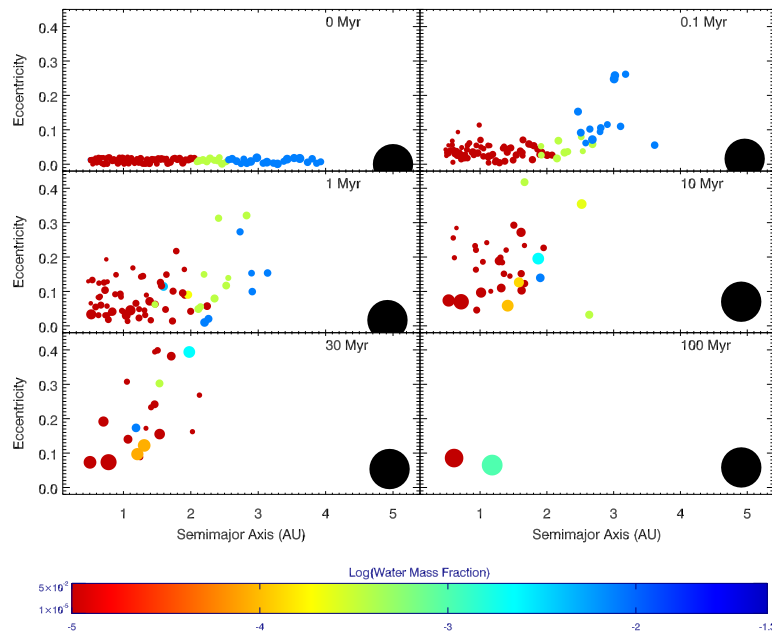 0.4
0 Myr
0.1 Myr
0.3
0.2
0.1
0.0
Eccentricity
0.4
1 Myr
10 Myr
0.3
0.2
0.1
0.0
Eccentricity
0.4
30 Myr
100 Myr
0.3
0.2
0.1
0.0
Eccentricity
1 2 3 4 5 1 2 3 4 5
Semimajor Axis (AU) Semimajor Axis (AU)
Log(Water Mass Fraction)
5×10⁻²
-5 -4 -3 -2